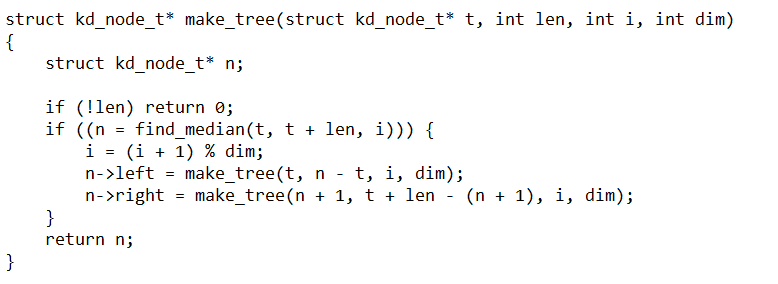 struct kd_node_t* make_tree(struct kd_node_t* t, int len, int i, int dim)
{
    struct kd_node_t* n;

    if (!len) return 0;
    if ((n = find_median(t, t + len, i))) {
        i = (i + 1) % dim;
        n->left = make_tree(t, n - t, i, dim);
        n->right = make_tree(n + 1, t + len - (n + 1), i, dim);
    }
    return n;
}